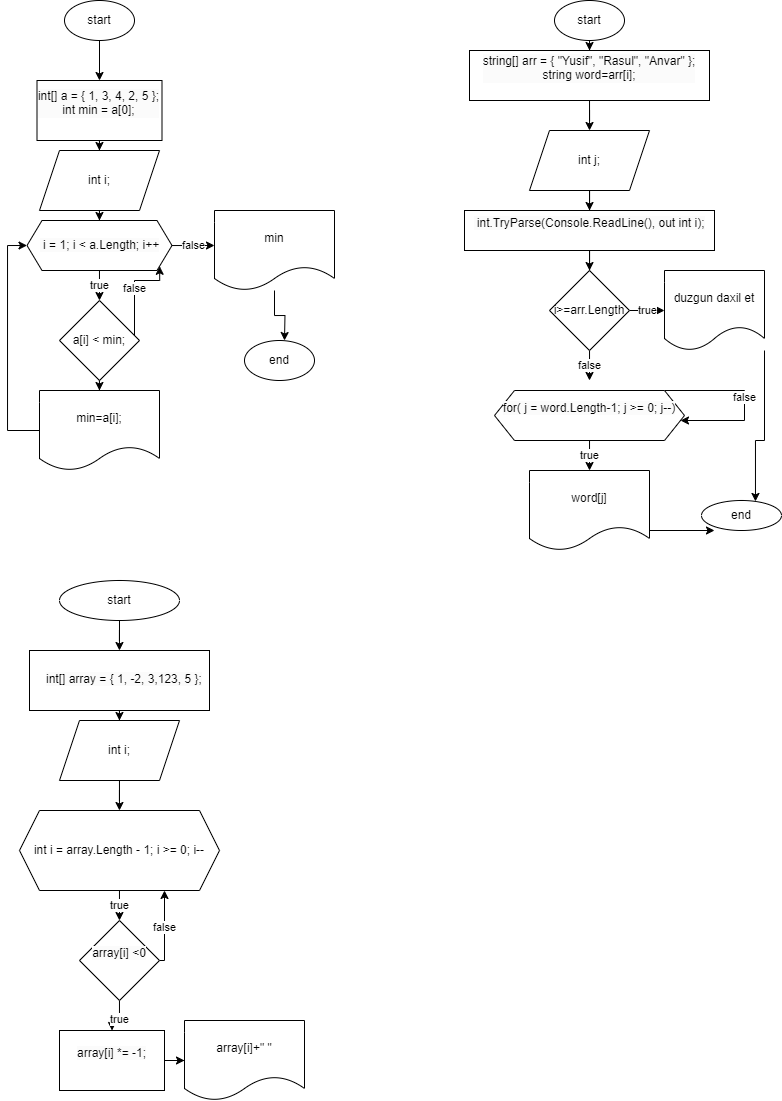 start
int[] a = { 1, 3, 4, 2, 5 };
int min = a[0];
int i;
i = 1; i < a.Length; i++
false
min
true
false
a[i] < min;
end
min=a[i];
start
string[] arr = { "Yusif", "Rasul", "Anvar" };
string word=arr[i];
int j;
int.TryParse(Console.ReadLine(), out int i);
i>=arr.Length
true
duzgun daxil et
false
for( j = word.Length-1; j >= 0; j--)
false
true
word[j]
end
start
int[] array = { 1, -2, 3,123, 5 };
int i;
int i = array.Length - 1; i >= 0; i--
true
false
array[i] <0
true
array[i] *= -1;
array[i]+" "